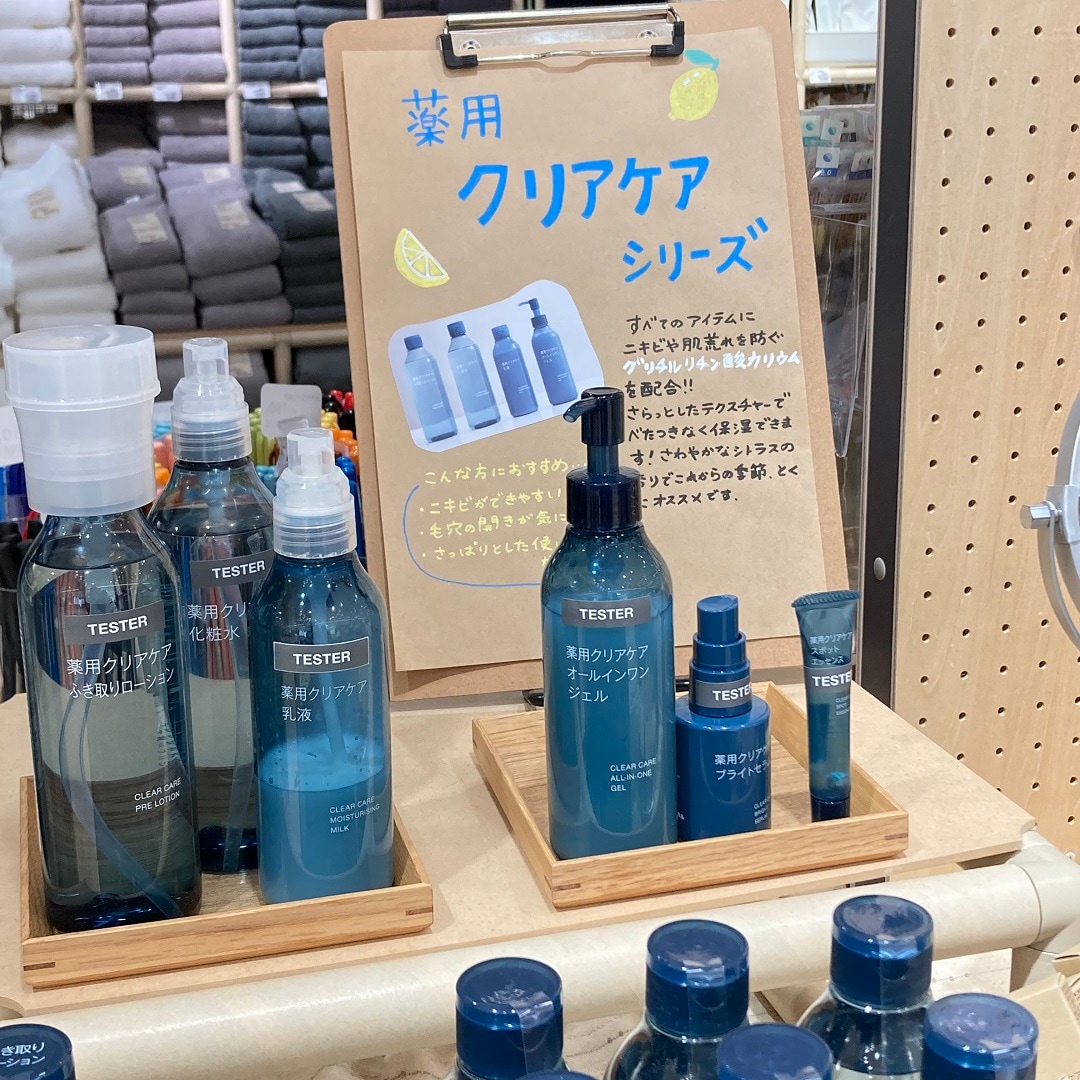 薬用
クリアケア
シリーズ
すべてのアイテムに
ニキビや肌荒れを防ぐ
グリチルリチン酸カリウム
を配合!!
さらっとしたテクスチャーで
べたつきなく保湿できま
す!さわやかなシトラスの
りでこれからの季節、とく
オススメです.
こんな方におすすめ..
・ニキビができやすい
・毛穴の開きが気に
・さっぱりとした使い
TESTER
薬用クリアケア
ふき取りローション
CLEAR CARE
PRE LOTION
TESTER
薬用クリ
化粧水
TESTER
薬用クリアケア
乳液
CLEAR CARE
MOISTURISING
MILK
TESTER
薬用クリアケア
オールインワン
ジェル
CLEAR CARE
ALL-IN-ONE
GEL
TESTER
薬用クリアケ
ブライトセラ
薬用クリアケア
スポット
エッセンス
TESTER
き取り
ーション